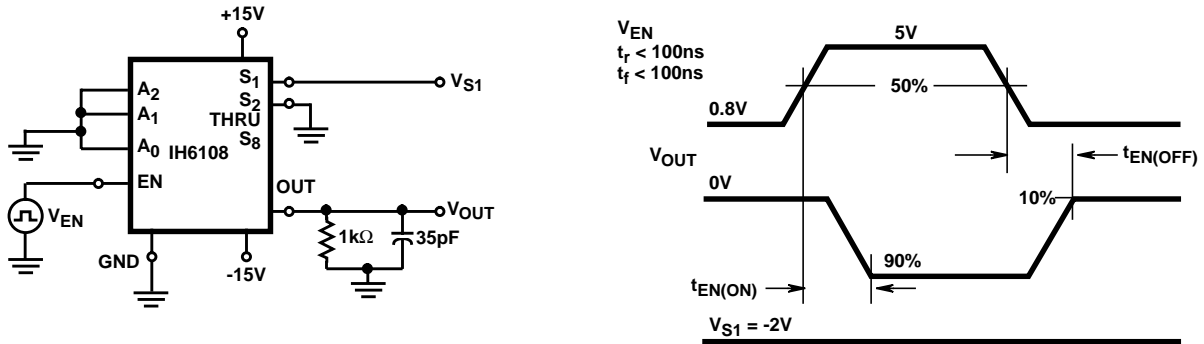 +15V
A2
A1
A0
IH6108
EN
S1
S2
THRU
S8
VS1
OUT
VOUT
VEN
GND
-15V
1kΩ
35pF
VEN
tr < 100ns
tf < 100ns
5V
50%
0.8V
VOUT
tEN(OFF)
0V
10%
90%
tEN(ON)
VS1 = -2V